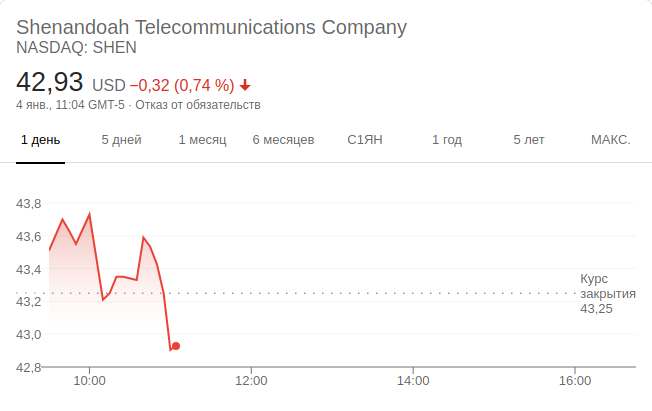 Shenandoah Telecommunications Company
NASDAQ: SHEN
42,93 USD −0,32 (0,74 %)
4 янв., 11:04 GMT-5 · Отказ от обязательств
1 день 5 дней 1 месяц 6 месяцев С1ЯН 1 год 5 лет МАКС.
43,8
43,6
43,4
43,2
43,0
42,8
Курс
закрытия
43,25
10:00 12:00 14:00 16:00